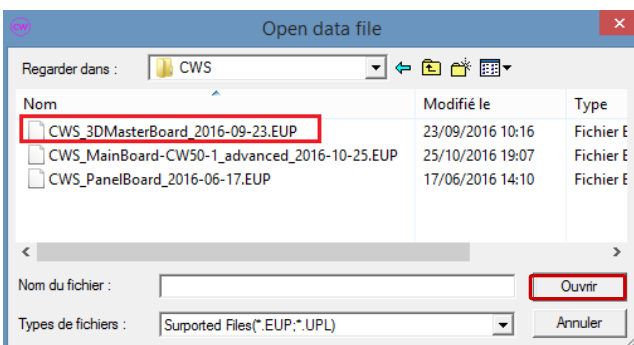 CW
Open data file
Regarder dans :
CWS
Nom Modifié le Type
CWS_3DMasterBoard_2016-09-23.EUP 23/09/2016 10:16 Fichier E
CWS_MainBoard-CW50-1_advanced_2016-10-25.EUP 25/10/2016 19:07 Fichier E
CWS_PanelBoard_2016-06-17.EUP 17/06/2016 14:10 Fichier E
Nom du fichier : Ouvrir
Types de fichiers : Surported Files(*.EUP;*.UPL) Annuler